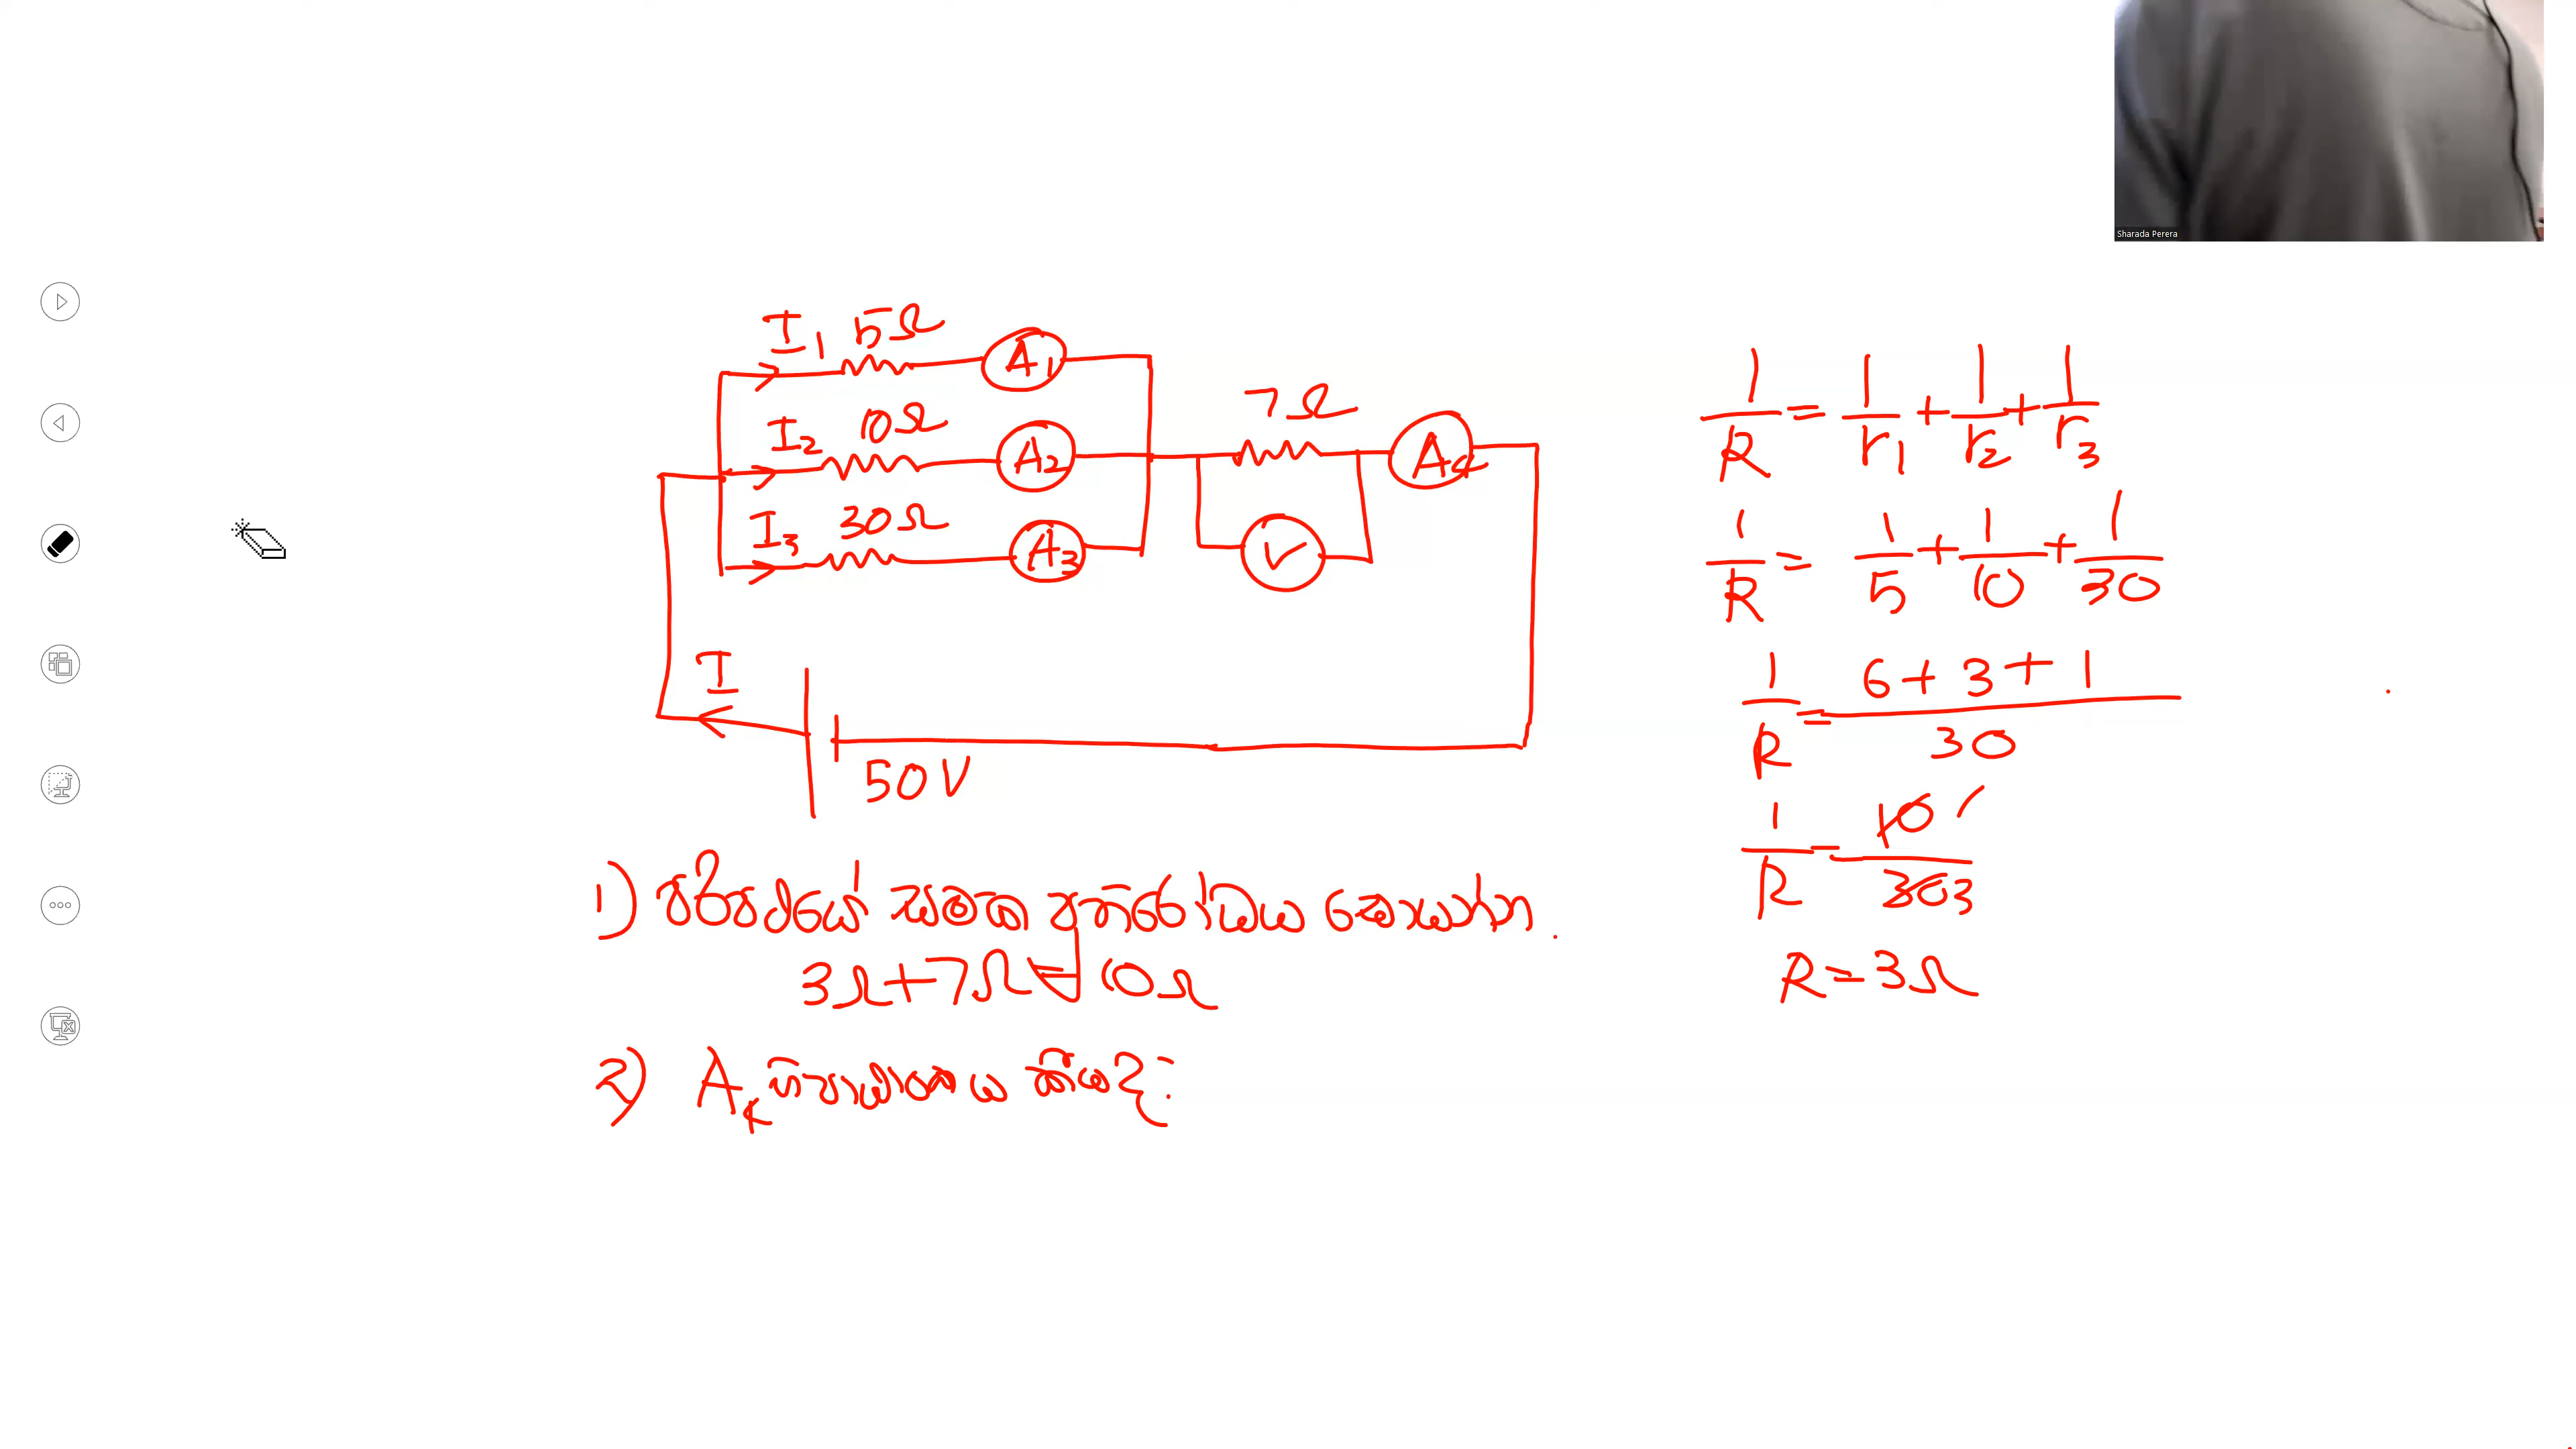 Sharada Perera
I₁ 5Ω
A₁
I₂ 10Ω
A₂
I₃ 30Ω
A₃
7Ω
A₄
V
I
50V
1/R = 1/r₁ + 1/r₂ + 1/r₃
1/R = 1/5 + 1/10 + 1/30
1/R = 6 + 3 + 1 / 30
1/R = 10 / 30 3
R = 3Ω
1) පරිපථයේ සමක ප්‍රතිරෝධය සොයන්න.
3Ω + 7Ω = 10Ω
2) A₄ පාඨාංකය කීයද?